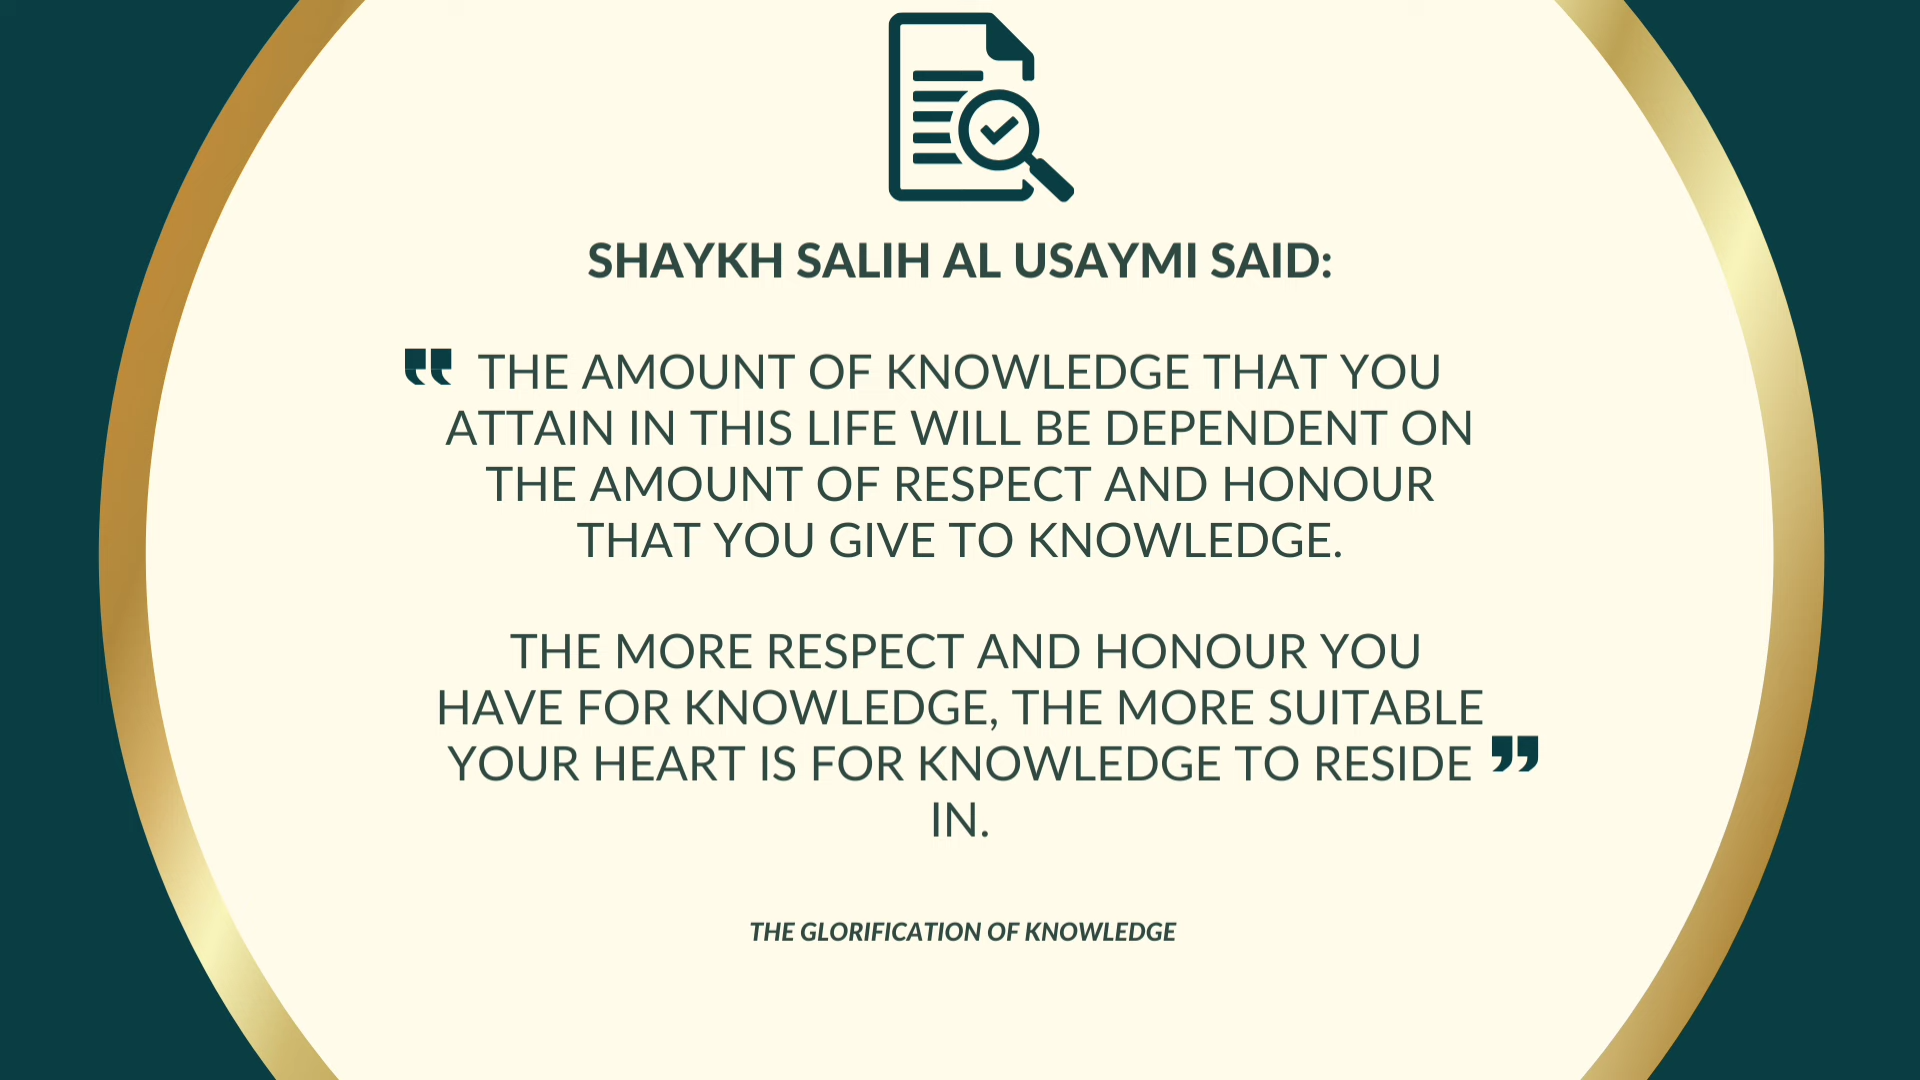 SHAYKH SALIH AL USAYMI SAID:
“ THE AMOUNT OF KNOWLEDGE THAT YOU
ATTAIN IN THIS LIFE WILL BE DEPENDENT ON
THE AMOUNT OF RESPECT AND HONOUR
THAT YOU GIVE TO KNOWLEDGE.
THE MORE RESPECT AND HONOUR YOU
HAVE FOR KNOWLEDGE, THE MORE SUITABLE
YOUR HEART IS FOR KNOWLEDGE TO RESIDE ”
IN.
THE GLORIFICATION OF KNOWLEDGE